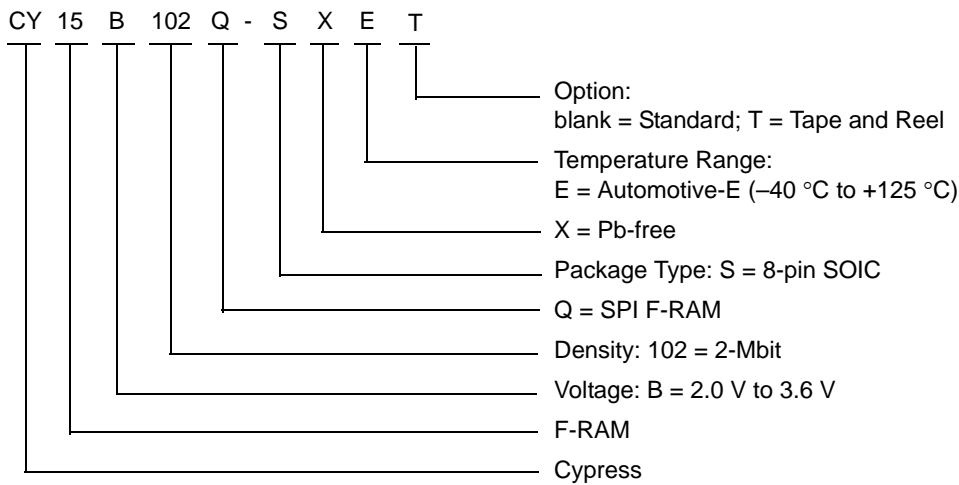 CY 15 B 102 Q - S X E T
Option:
blank = Standard; T = Tape and Reel
Temperature Range:
E = Automotive-E (–40 °C to +125 °C)
X = Pb-free
Package Type: S = 8-pin SOIC
Q = SPI F-RAM
Density: 102 = 2-Mbit
Voltage: B = 2.0 V to 3.6 V
F-RAM
Cypress